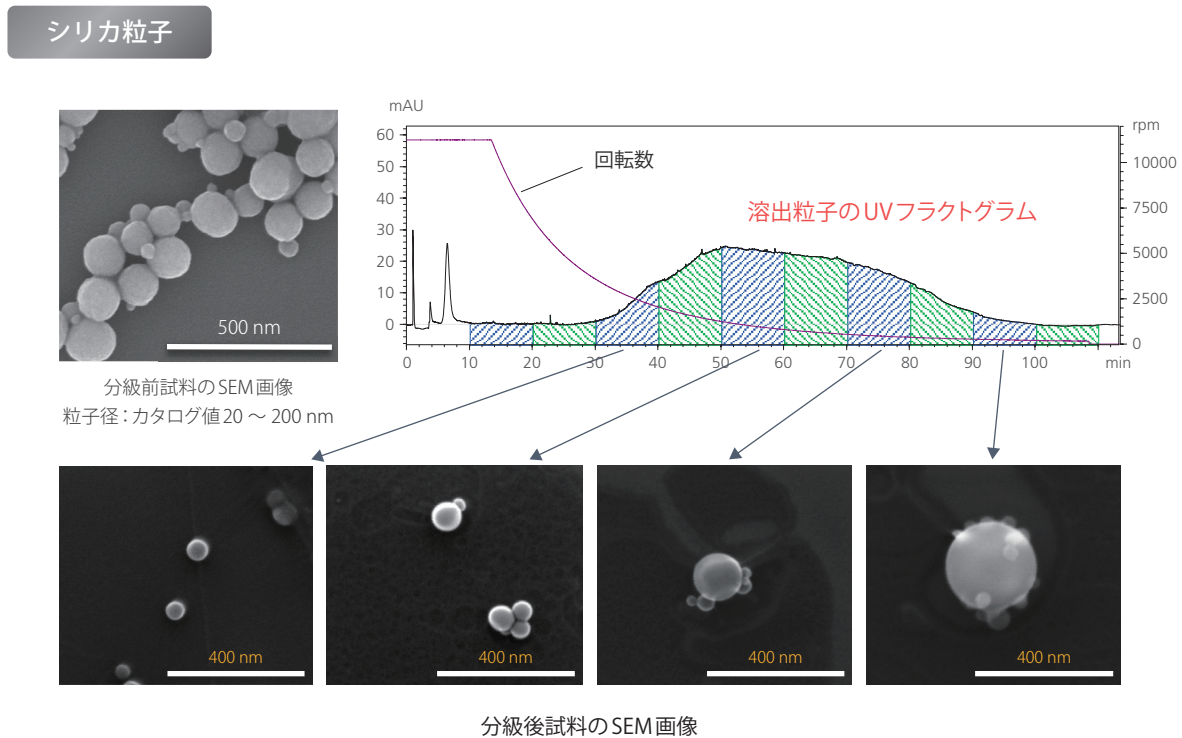 シリカ粒子
mAU
rpm
60
50
40
30
20
10
0
10000
7500
5000
2500
0
回転数
溶出粒子のUVフラクトグラム
0 10 20 30 40 50 60 70 80 90 100 min
500 nm
分級前試料のSEM画像
粒子径：カタログ値20 ～ 200 nm
400 nm
400 nm
400 nm
400 nm
分級後試料のSEM画像